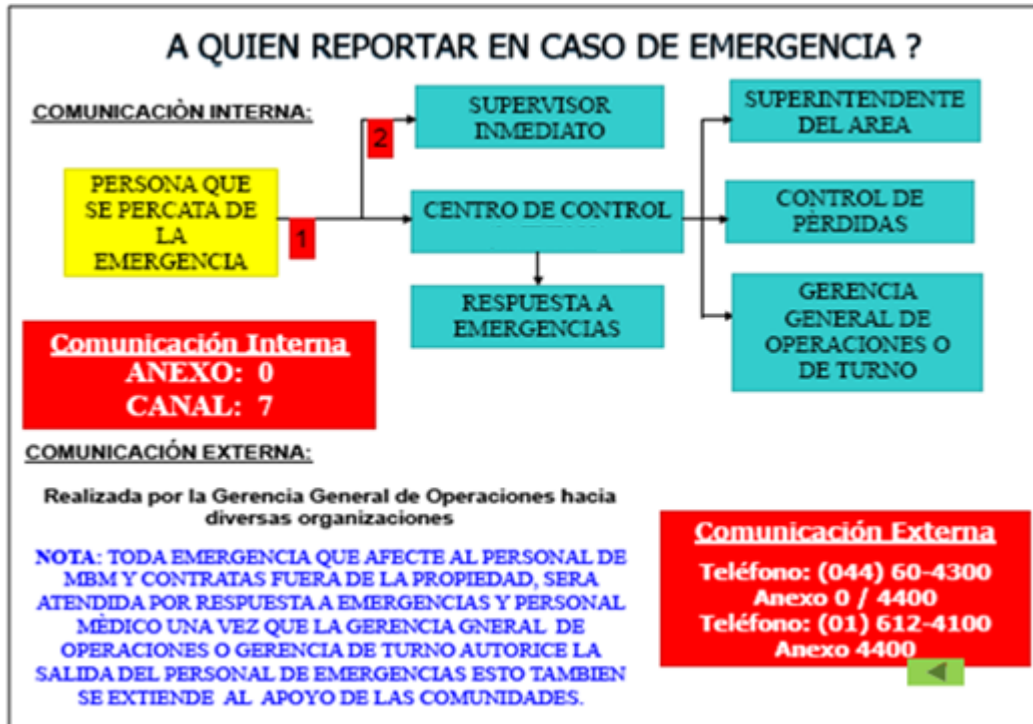 A QUIEN REPORTAR EN CASO DE EMERGENCIA ?
COMUNICACIÒN INTERNA:
PERSONA QUE
SE PERCATA DE
LA
EMERGENCIA
1
2
SUPERVISOR
INMEDIATO
CENTRO DE CONTROL
RESPUESTA A
EMERGENCIAS
SUPERINTENDENTE
DEL AREA
CONTROL DE
PÈRDIDAS
GERENCIA
GENERAL DE
OPERACIONES O
DE TURNO
Comunicación Interna
ANEXO: 0
CANAL: 7
COMUNICACIÓN EXTERNA:
Realizada por la Gerencia General de Operaciones hacia
diversas organizaciones
NOTA: TODA EMERGENCIA QUE AFECTE AL PERSONAL DE
MBM Y CONTRATAS FUERA DE LA PROPIEDAD, SERA
ATENDIDA POR RESPUESTA A EMERGENCIAS Y PERSONAL
MÈDICO UNA VEZ QUE LA GERENCIA GNERAL DE
OPERACIONES O GERENCIA DE TURNO AUTORICE LA
SALIDA DEL PERSONAL DE EMERGENCIAS ESTO TAMBIEN
SE EXTIENDE AL APOYO DE LAS COMUNIDADES.
Comunicación Externa
Teléfono: (044) 60-4300
Anexo 0 / 4400
Teléfono: (01) 612-4100
Anexo 4400